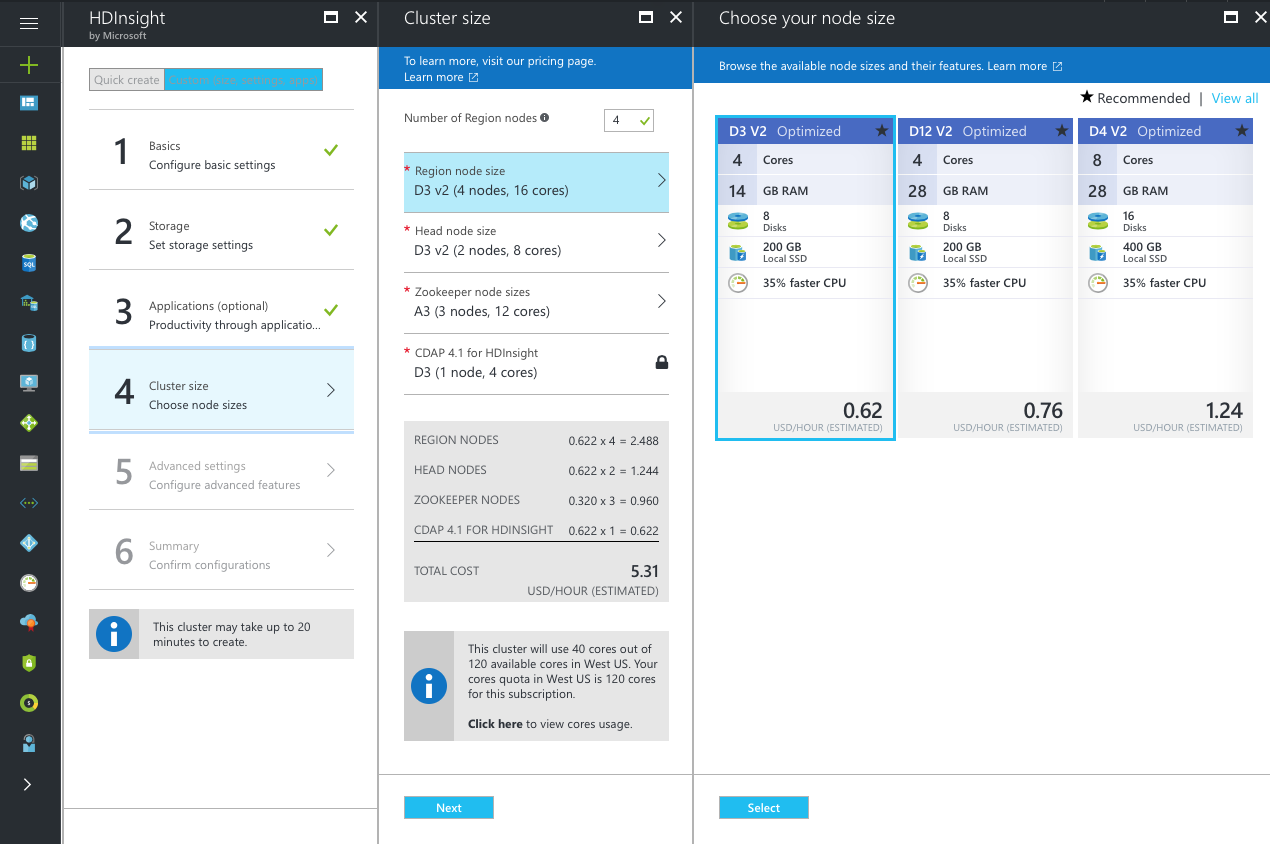 HDInsight
by Microsoft
Quick create
1
Basics
Configure basic settings
2
Storage
Set storage settings
3
Applications (optional)
Productivity through applicatio...
4
Cluster size
Choose node sizes
5
Advanced settings
Configure advanced features
6
Summary
Confirm configurations
This cluster may take up to 20
minutes to create.
Cluster size
To learn more, visit our pricing page.
Learn more
Number of Region nodes
4
* Region node size
D3 v2 (4 nodes, 16 cores)
* Head node size
D3 v2 (2 nodes, 8 cores)
* Zookeeper node sizes
A3 (3 nodes, 12 cores)
* CDAP 4.1 for HDInsight
D3 (1 node, 4 cores)
REGION NODES 0.622 x 4 = 2.488
HEAD NODES 0.622 x 2 = 1.244
ZOOKEEPER NODES 0.320 x 3 = 0.960
CDAP 4.1 FOR HDINSIGHT 0.622 x 1 = 0.622
TOTAL COST 5.31
USD/HOUR (ESTIMATED)
This cluster will use 40 cores out of
120 available cores in West US. Your
cores quota in West US is 120 cores
for this subscription.
Click here to view cores usage.
Next
Choose your node size
Browse the available node sizes and their features. Learn more
★ Recommended | View all
D3 V2 Optimized
4 Cores
14 GB RAM
8
Disks
200 GB
Local SSD
35% faster CPU
0.62
USD/HOUR (ESTIMATED)
D12 V2 Optimized
4 Cores
28 GB RAM
8
Disks
200 GB
Local SSD
35% faster CPU
0.76
USD/HOUR (ESTIMATED)
D4 V2 Optimized
8 Cores
28 GB RAM
16
Disks
400 GB
Local SSD
35% faster CPU
1.24
USD/HOUR (ESTIMATED)
Select
SQL